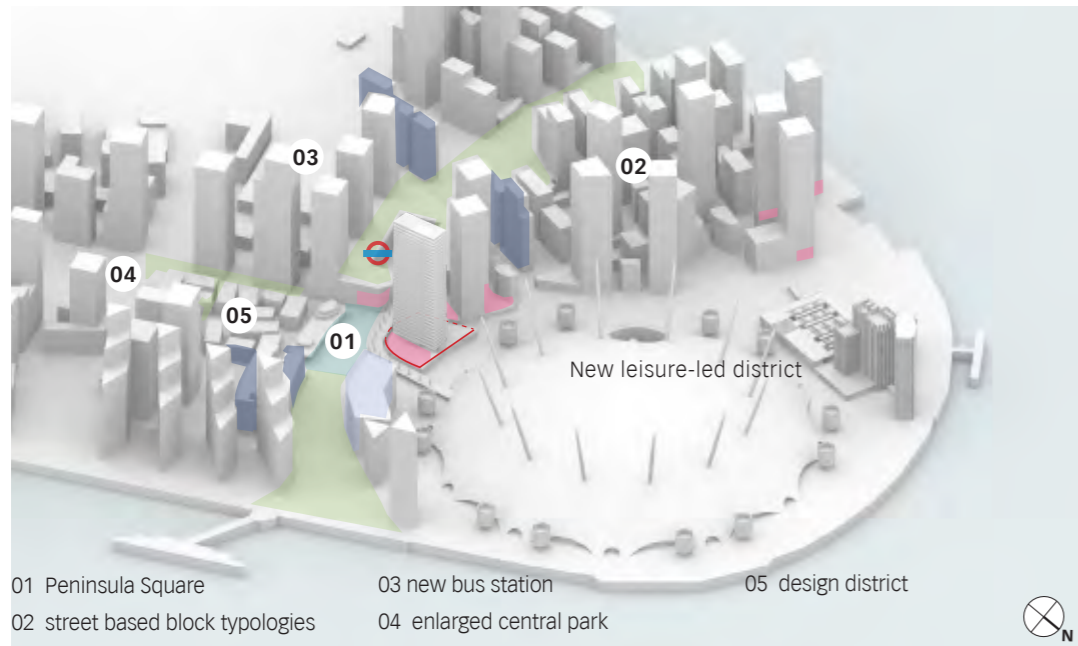 03
02
04
05
01
New leisure-led district
01 Peninsula Square
03 new bus station
05 design district
02 street based block typologies
04 enlarged central park
N